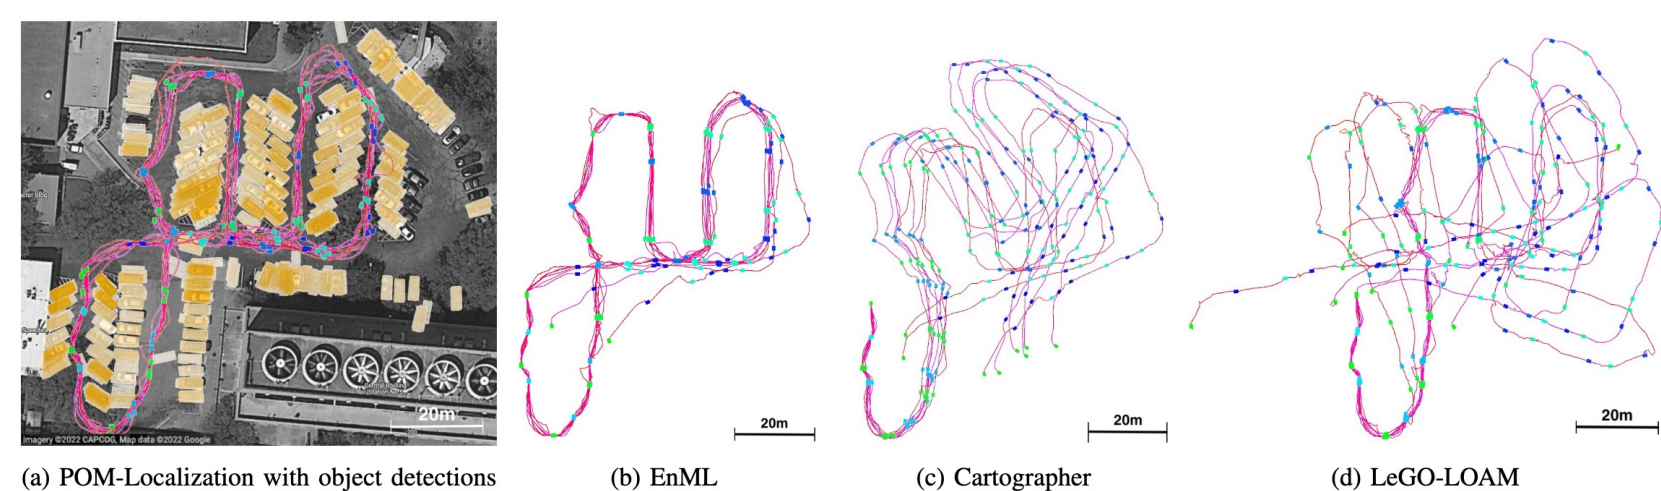 Imagery ©2022 CAPCOG, Map data ©2022 Google
20m
20m
20m
20m
(a) POM-Localization with object detections
(b) EnML
(c) Cartographer
(d) LeGO-LOAM